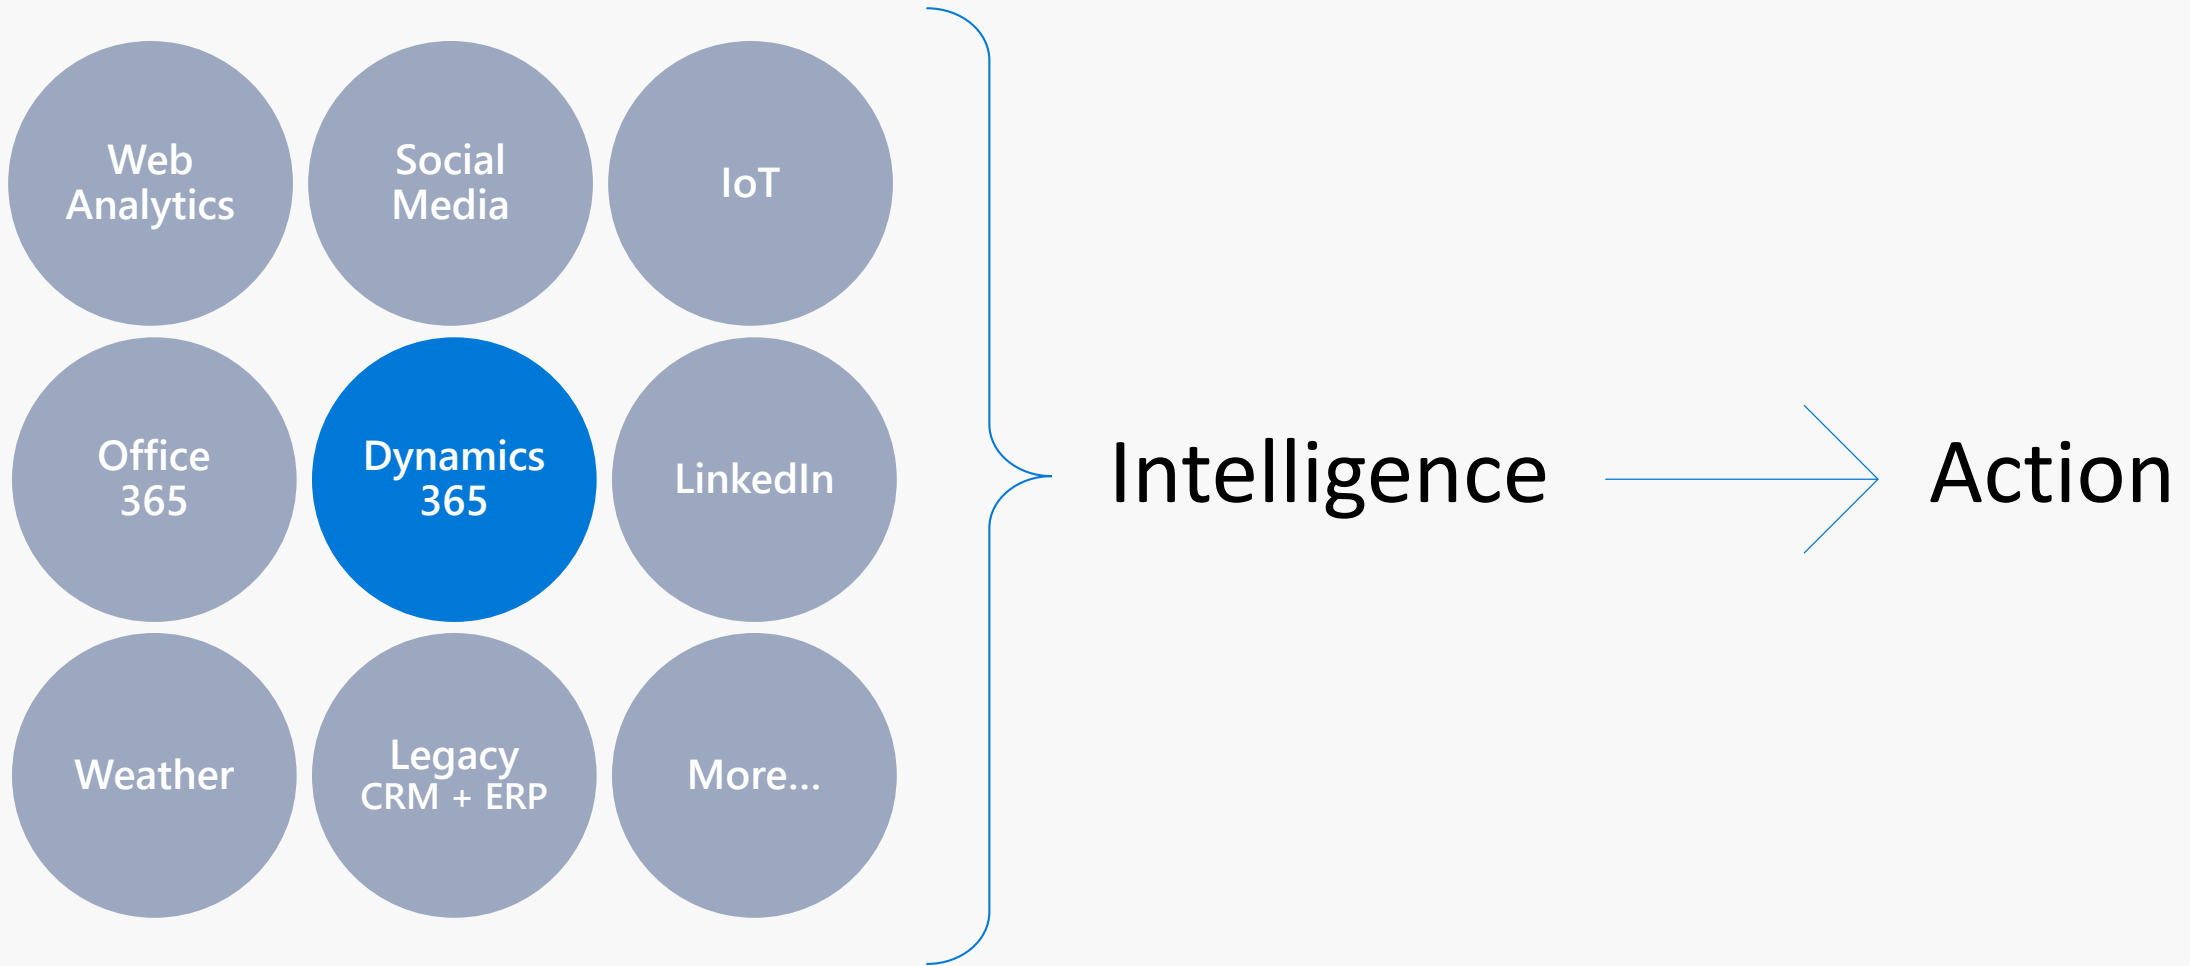 Web
Analytics
Social
Media
IoT
Office
365
Dynamics
365
LinkedIn
Weather
Legacy
CRM + ERP
More...
Intelligence
Action